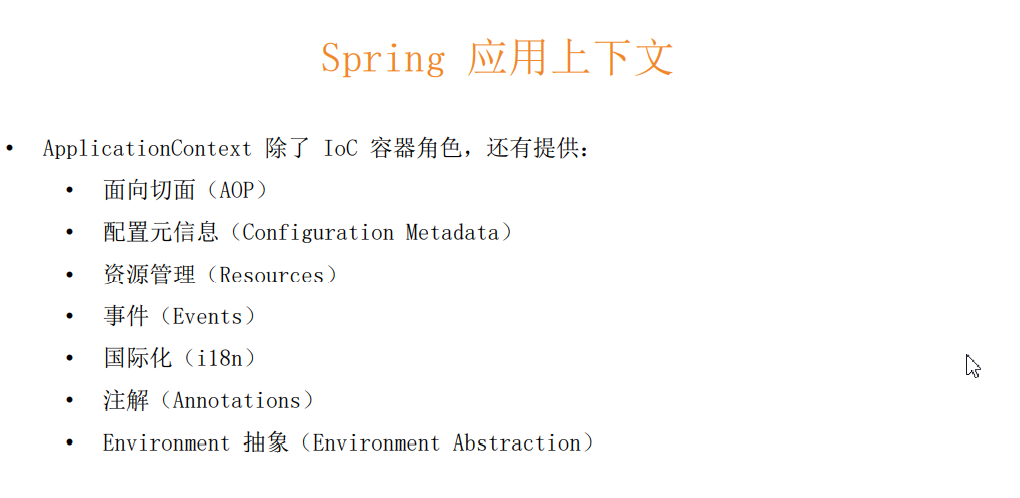 Spring 应用上下文
• ApplicationContext 除了 IoC 容器角色，还有提供：
• 面向切面（AOP）
• 配置元信息（Configuration Metadata）
• 资源管理（Resources）
• 事件（Events）
• 国际化（i18n）
• 注解（Annotations）
• Environment 抽象（Environment Abstraction）